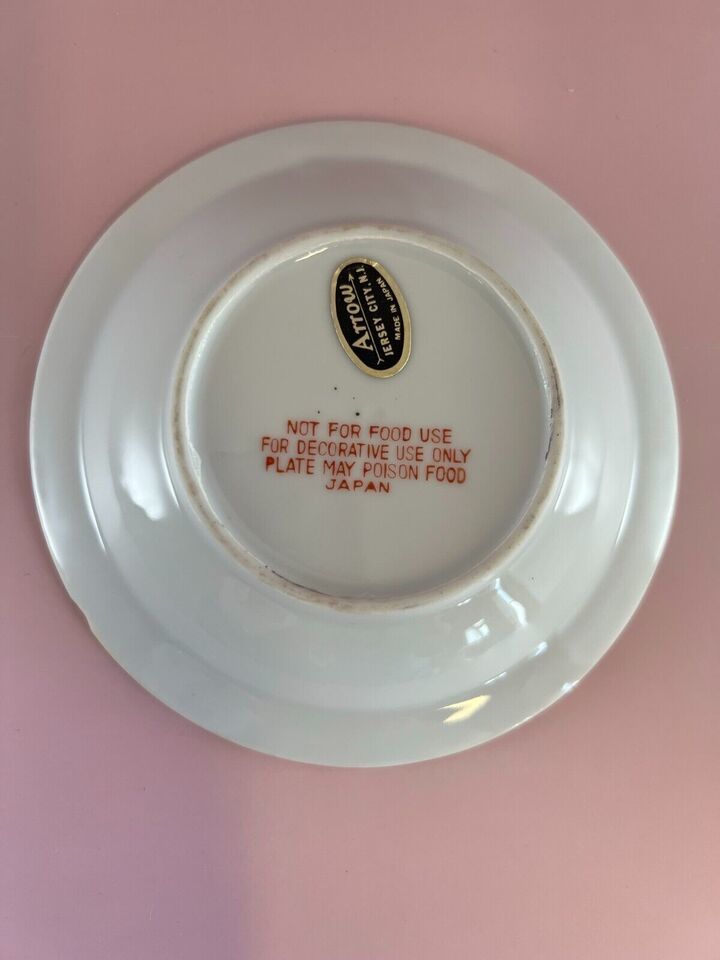 Arrow
JERSEY CITY, N.J.
MADE IN JAPAN
NOT FOR FOOD USE
FOR DECORATIVE USE ONLY
PLATE MAY POISON FOOD
JAPAN